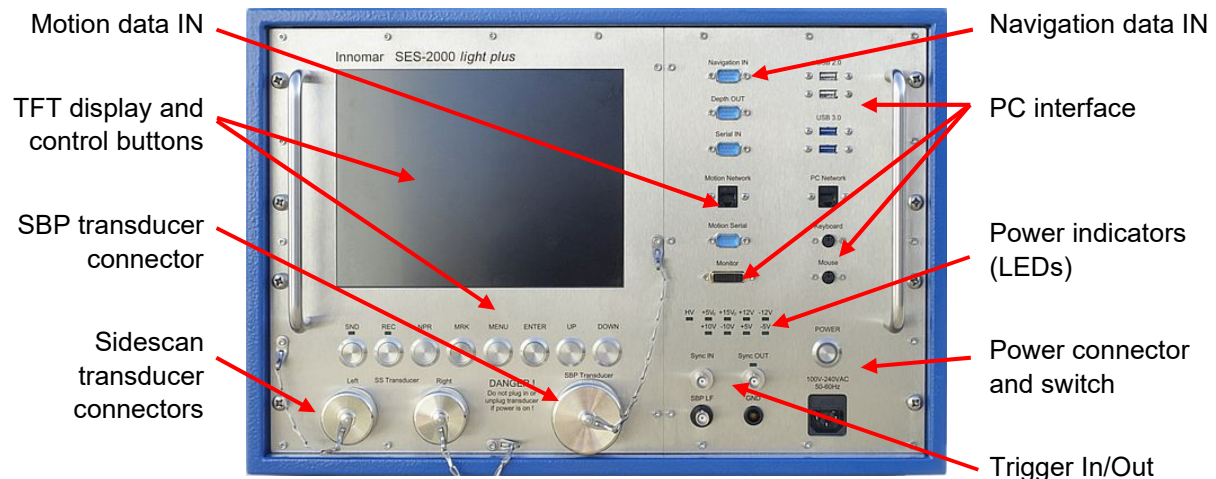 Motion data IN
Navigation data IN
TFT display and
control buttons
PC interface
SBP transducer
connector
Power indicators
(LEDs)
Sidescan
transducer
connectors
Power connector
and switch
Trigger In/Out
Innomar SES-2000 light plus
Navigation IN
USB 2.0
Depth OUT
USB 3.0
Serial IN
Motion Network
PC Network
Motion Serial
Keyboard
Monitor
Mouse
SND REC NPR MRK MENU ENTER UP DOWN
HV +5V +15V +12V -12V
+10V -10V +5V -5V
POWER
Left SS Transducer Right
DANGER !
Do not plug in or
unplug transducer
if power is on !
SBP Transducer
Sync IN Sync OUT
100V-240VAC
50-60Hz
SBP LF GND